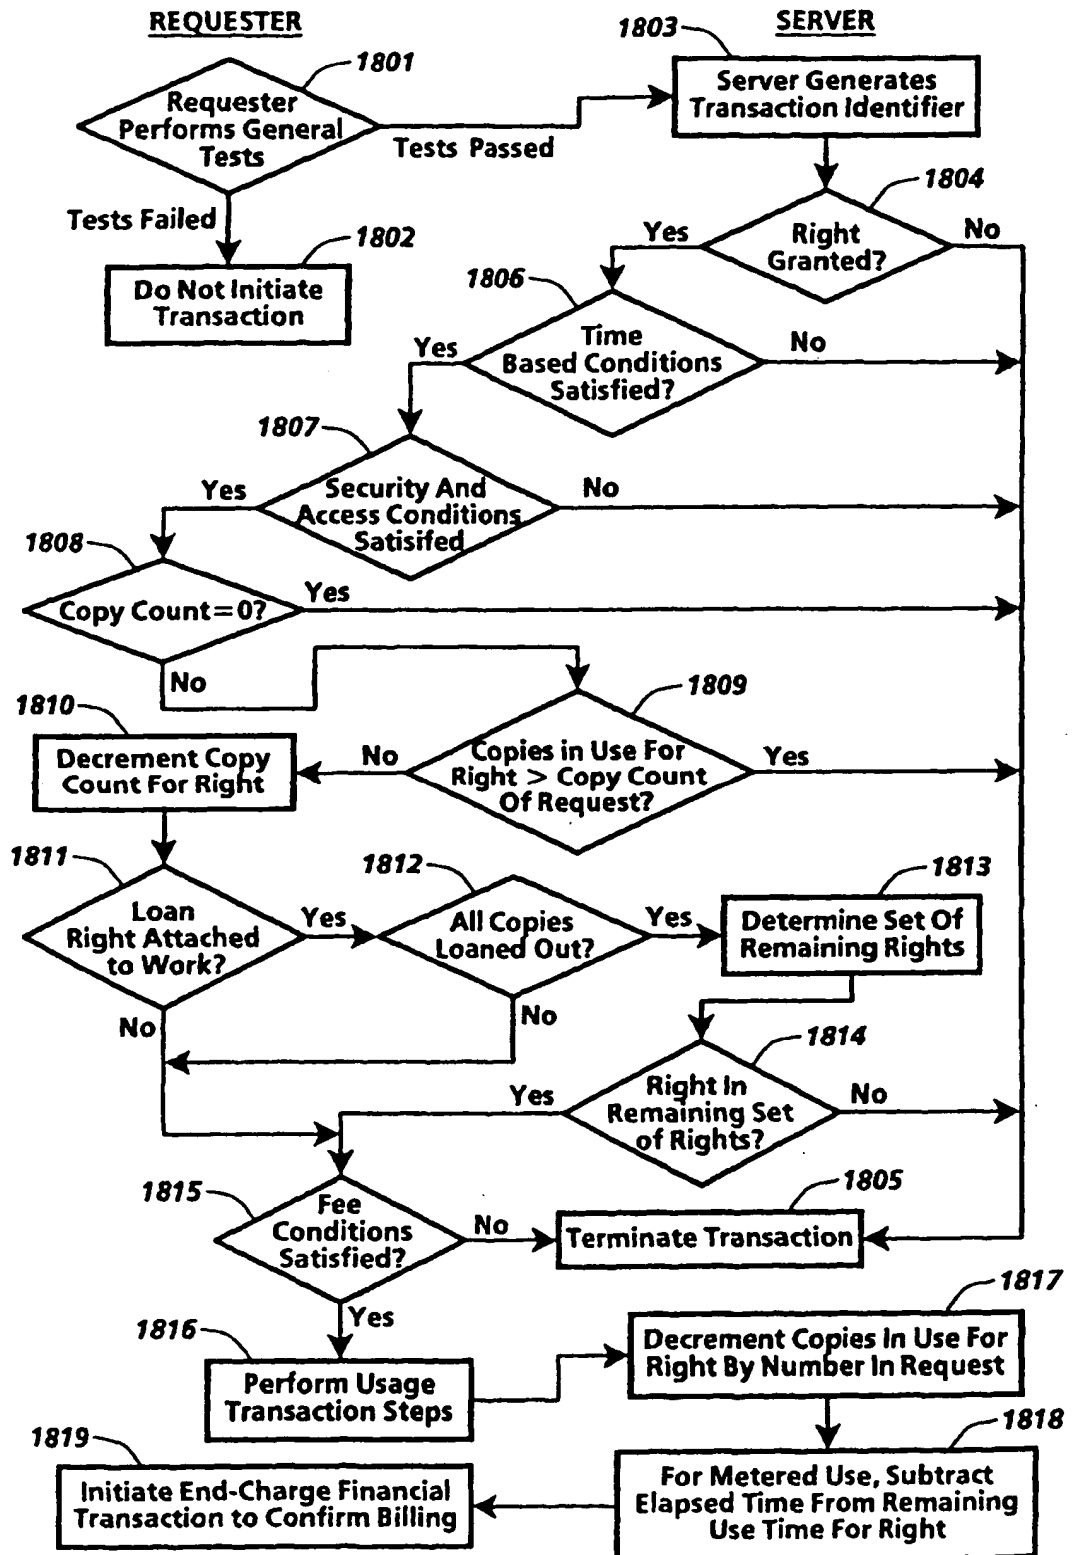 REQUESTER
SERVER
1801
1803
Requester
Performs General
Tests
Server Generates
Transaction Identifier
Tests Passed
Tests Failed
1802
Do Not Initiate
Transaction
1804
Right
Granted?
Yes
No
1806
Time
Based Conditions
Satisfied?
Yes
No
1807
Security And
Access Conditions
Satisifed
Yes
No
1808
Copy Count=0?
Yes
No
1809
Copies in Use For
Right > Copy Count
Of Request?
No
Yes
1810
Decrement Copy
Count For Right
1811
Loan
Right Attached
to Work?
Yes
No
1812
All Copies
Loaned Out?
Yes
No
1813
Determine Set Of
Remaining Rights
1814
Right In
Remaining Set
of Rights?
Yes
No
1815
Fee
Conditions
Satisfied?
No
Yes
1805
Terminate Transaction
1816
Perform Usage
Transaction Steps
1817
Decrement Copies In Use For
Right By Number In Request
1818
For Metered Use, Subtract
Elapsed Time From Remaining
Use Time For Right
1819
Initiate End-Charge Financial
Transaction to Confirm Billing